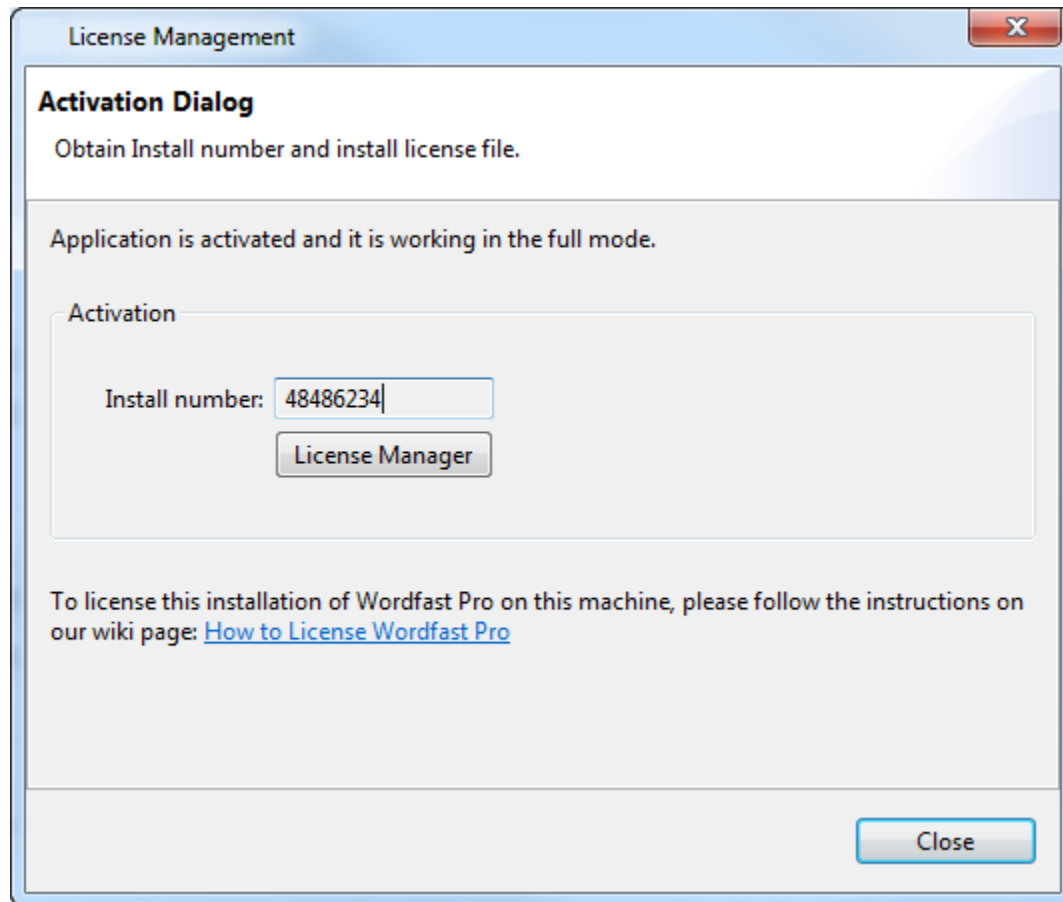 License Management
Activation Dialog
Obtain Install number and install license file.
Application is activated and it is working in the full mode.
Activation
Install number: 48486234
License Manager
To license this installation of Wordfast Pro on this machine, please follow the instructions on
our wiki page: How to License Wordfast Pro
Close